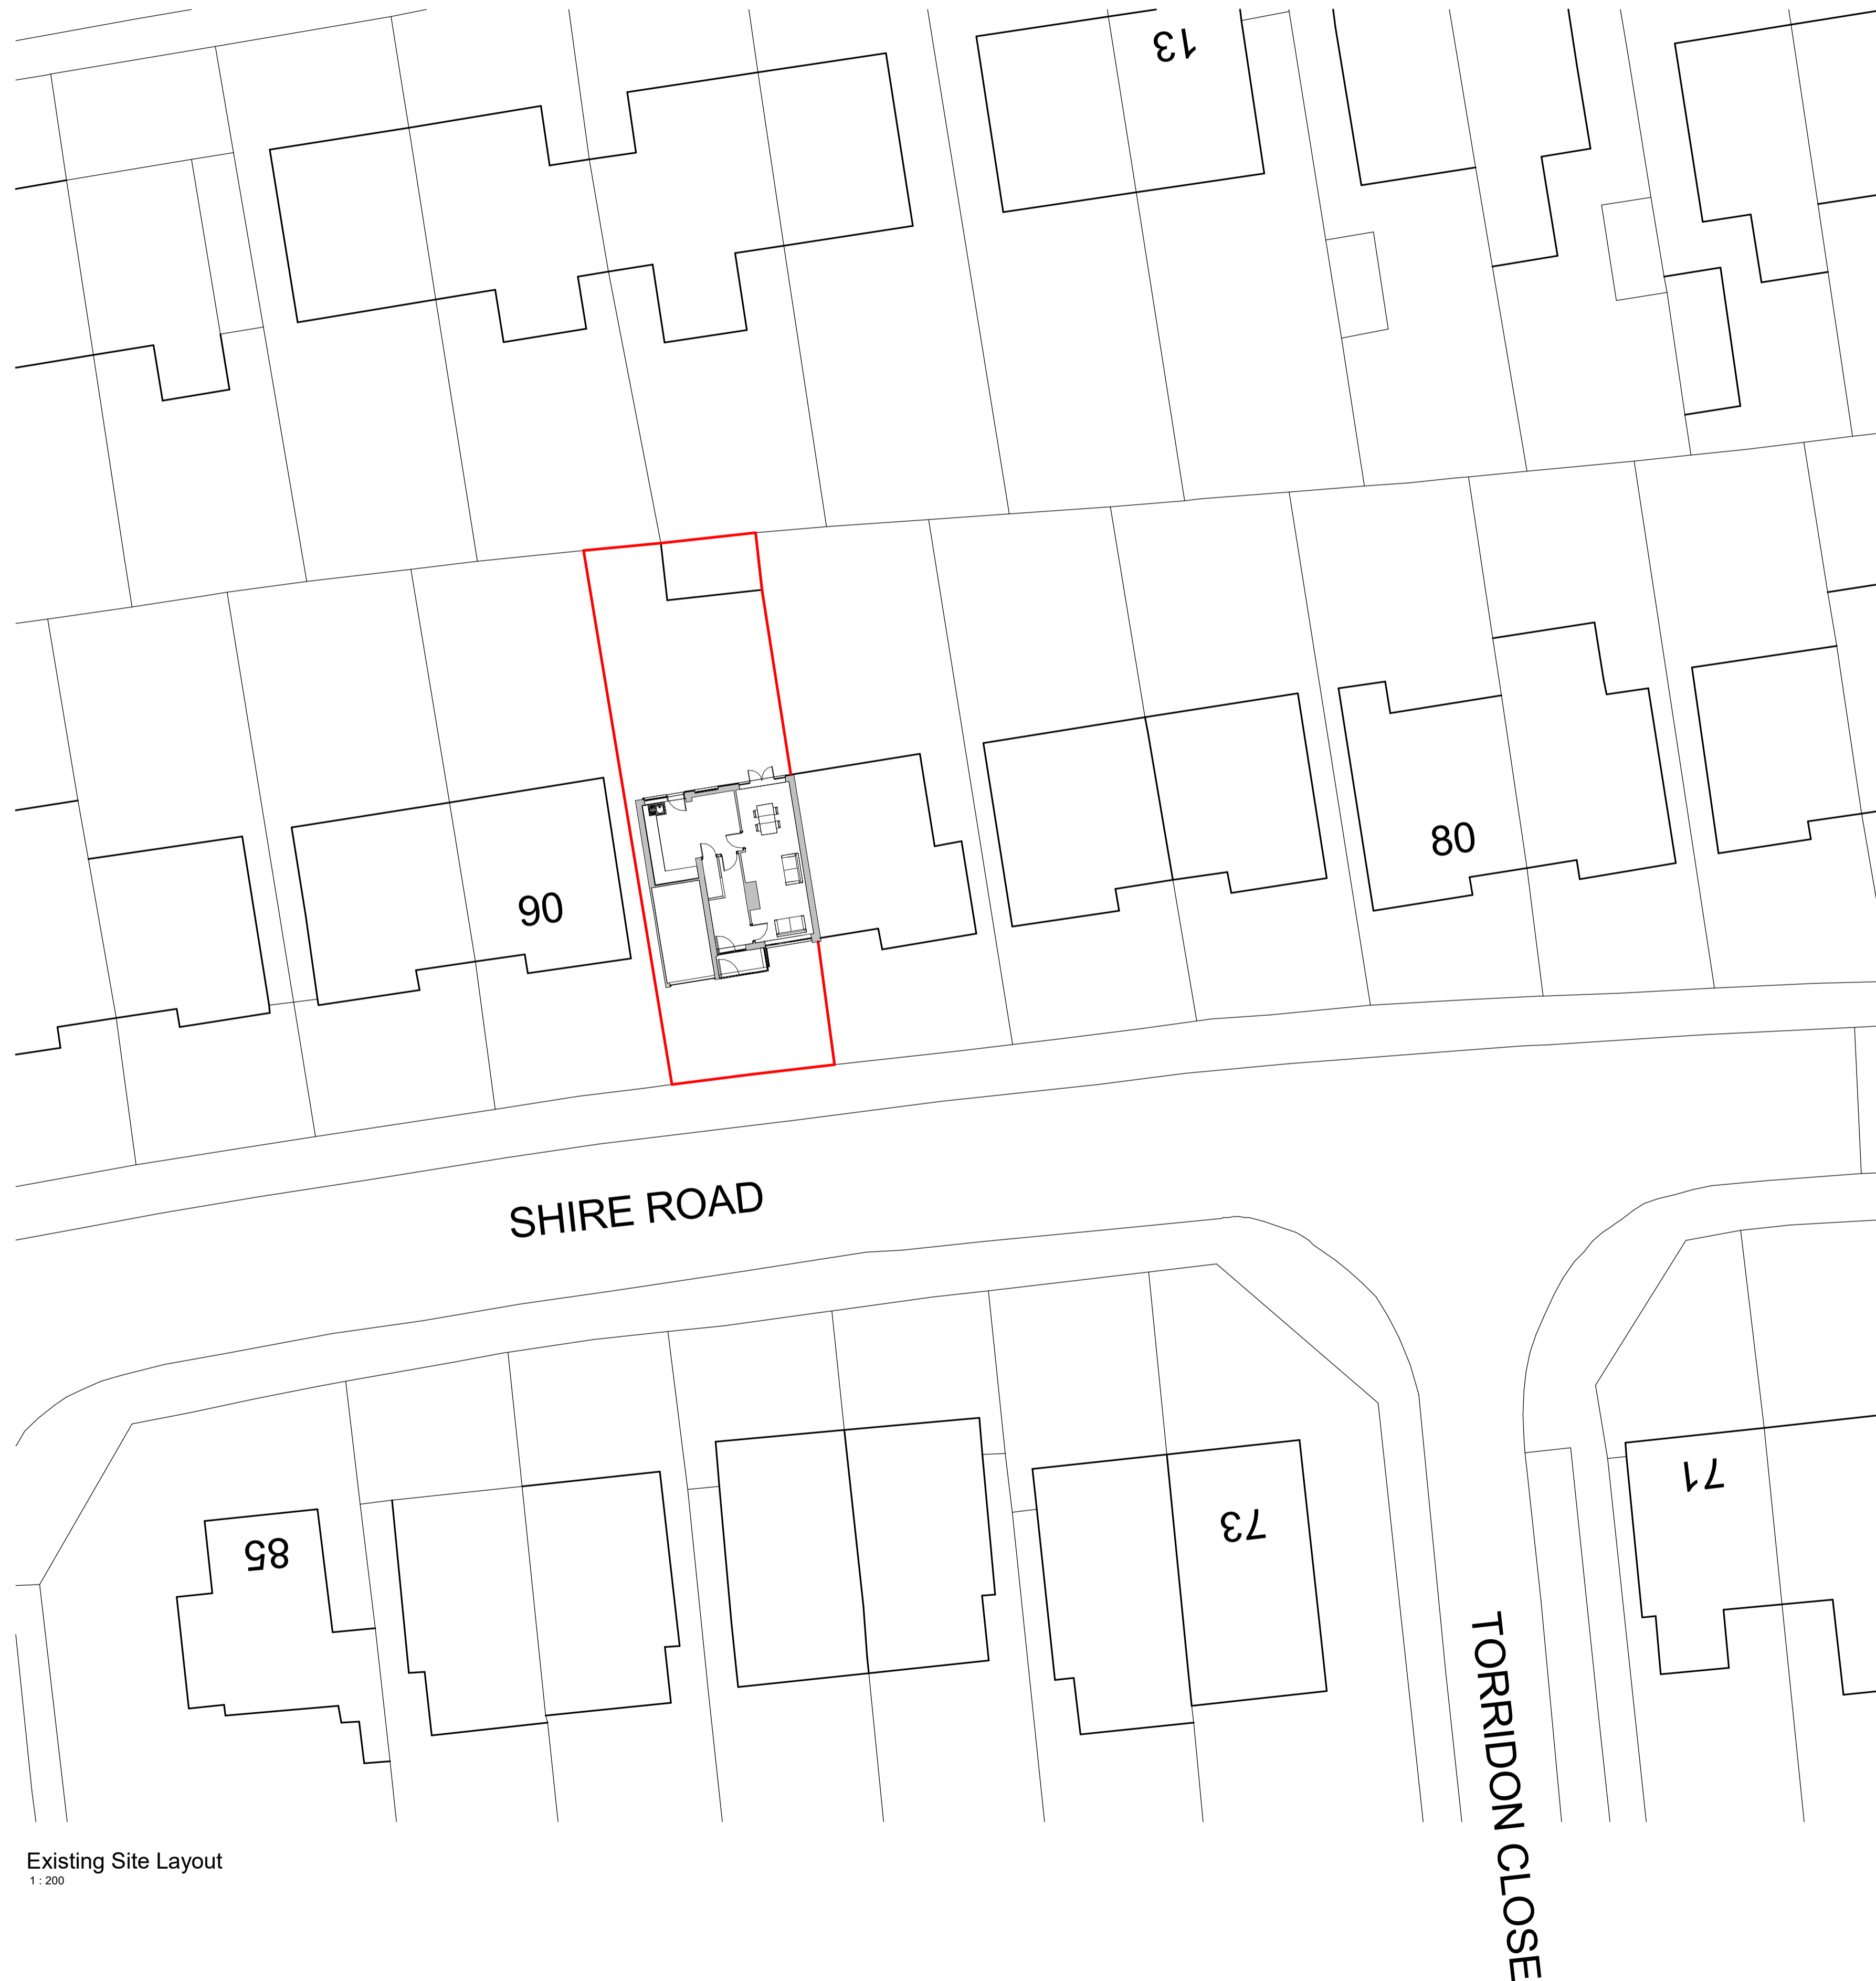 13
80
90
SHIRE ROAD
85
73
71
TORRIDON CLOSE
Existing Site Layout
1 : 200